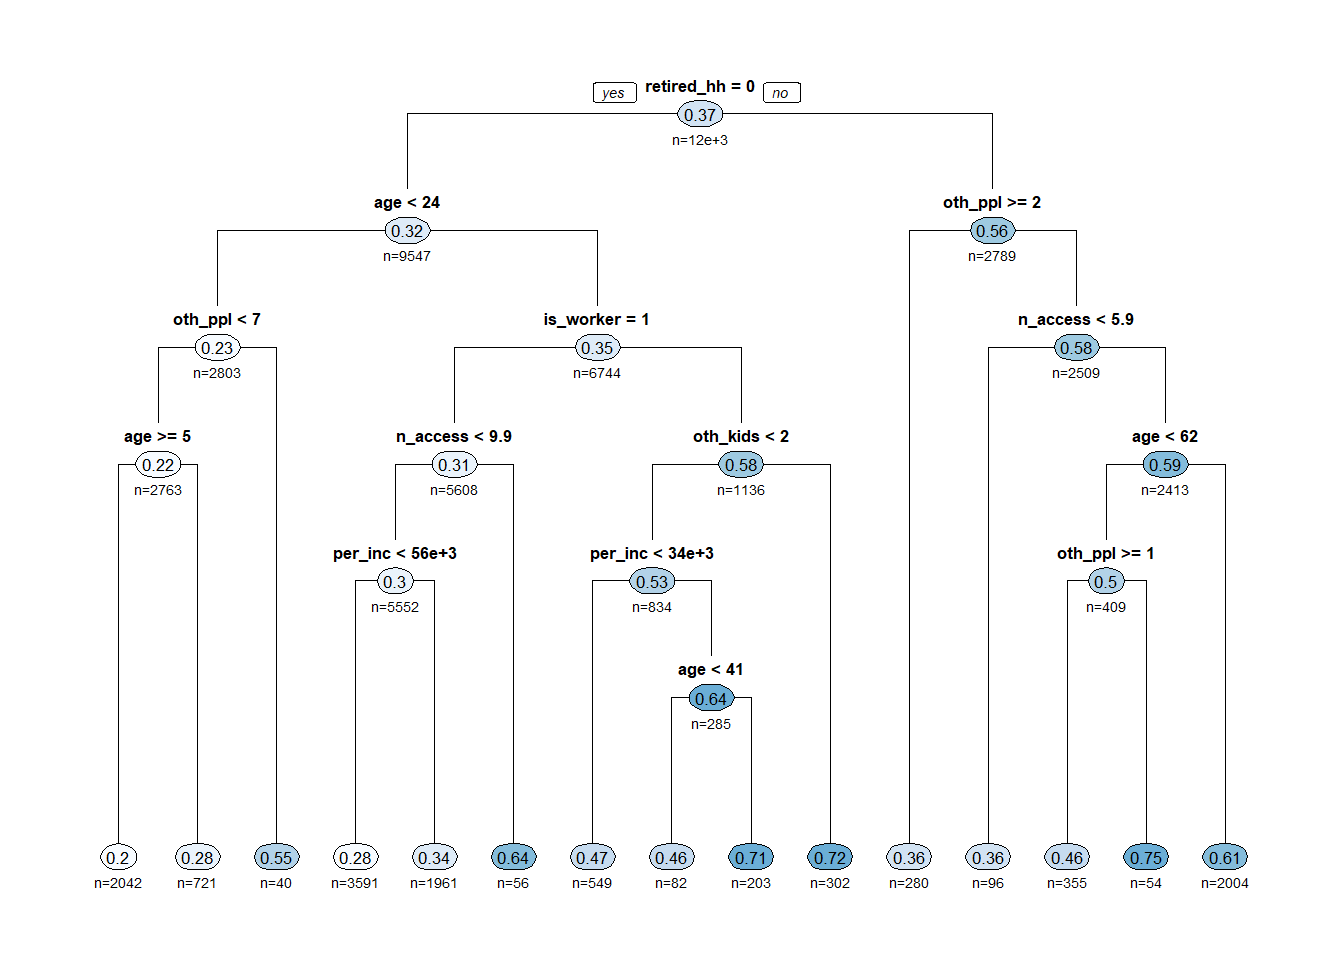 yes retired_hh = 0 no
0.37
n=12e+3
age < 24 oth_ppl >= 2
0.32 0.56
n=9547 n=2789
oth_ppl < 7 is_worker = 1 n_access < 5.9
0.23 0.35 0.58
n=2803 n=6744 n=2509
age >= 5 n_access < 9.9 oth_kids < 2 age < 62
0.22 0.31 0.58 0.59
n=2763 n=5608 n=1136 n=2413
per_inc < 56e+3 per_inc < 34e+3 oth_ppl >= 1
0.3 0.53 0.5
n=5552 n=834 n=409
age < 41
0.64
n=285
0.2 0.28 0.55 0.28 0.34 0.64 0.47 0.46 0.71 0.72 0.36 0.36 0.46 0.75 0.61
n=2042 n=721 n=40 n=3591 n=1961 n=56 n=549 n=82 n=203 n=302 n=280 n=96 n=355 n=54 n=2004